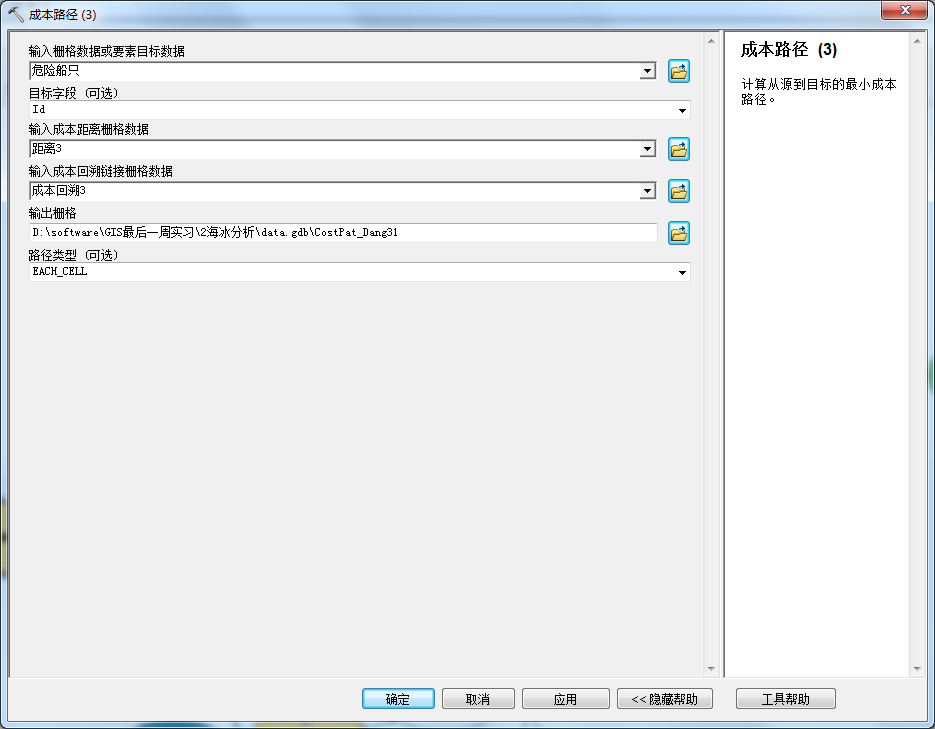 成本路径 (3)
输入栅格数据或要素目标数据
危险船只
目标字段 (可选)
Id
输入成本距离栅格数据
距离3
输入成本回溯链接栅格数据
成本回溯3
输出栅格
D:\software\GIS最后一周实习\2海冰分析\data.gdb\CostPat_Dang31
路径类型 (可选)
EACH_CELL
成本路径 (3)
计算从源到目标的最小成本
路径。
确定
取消
应用
<< 隐藏帮助
工具帮助